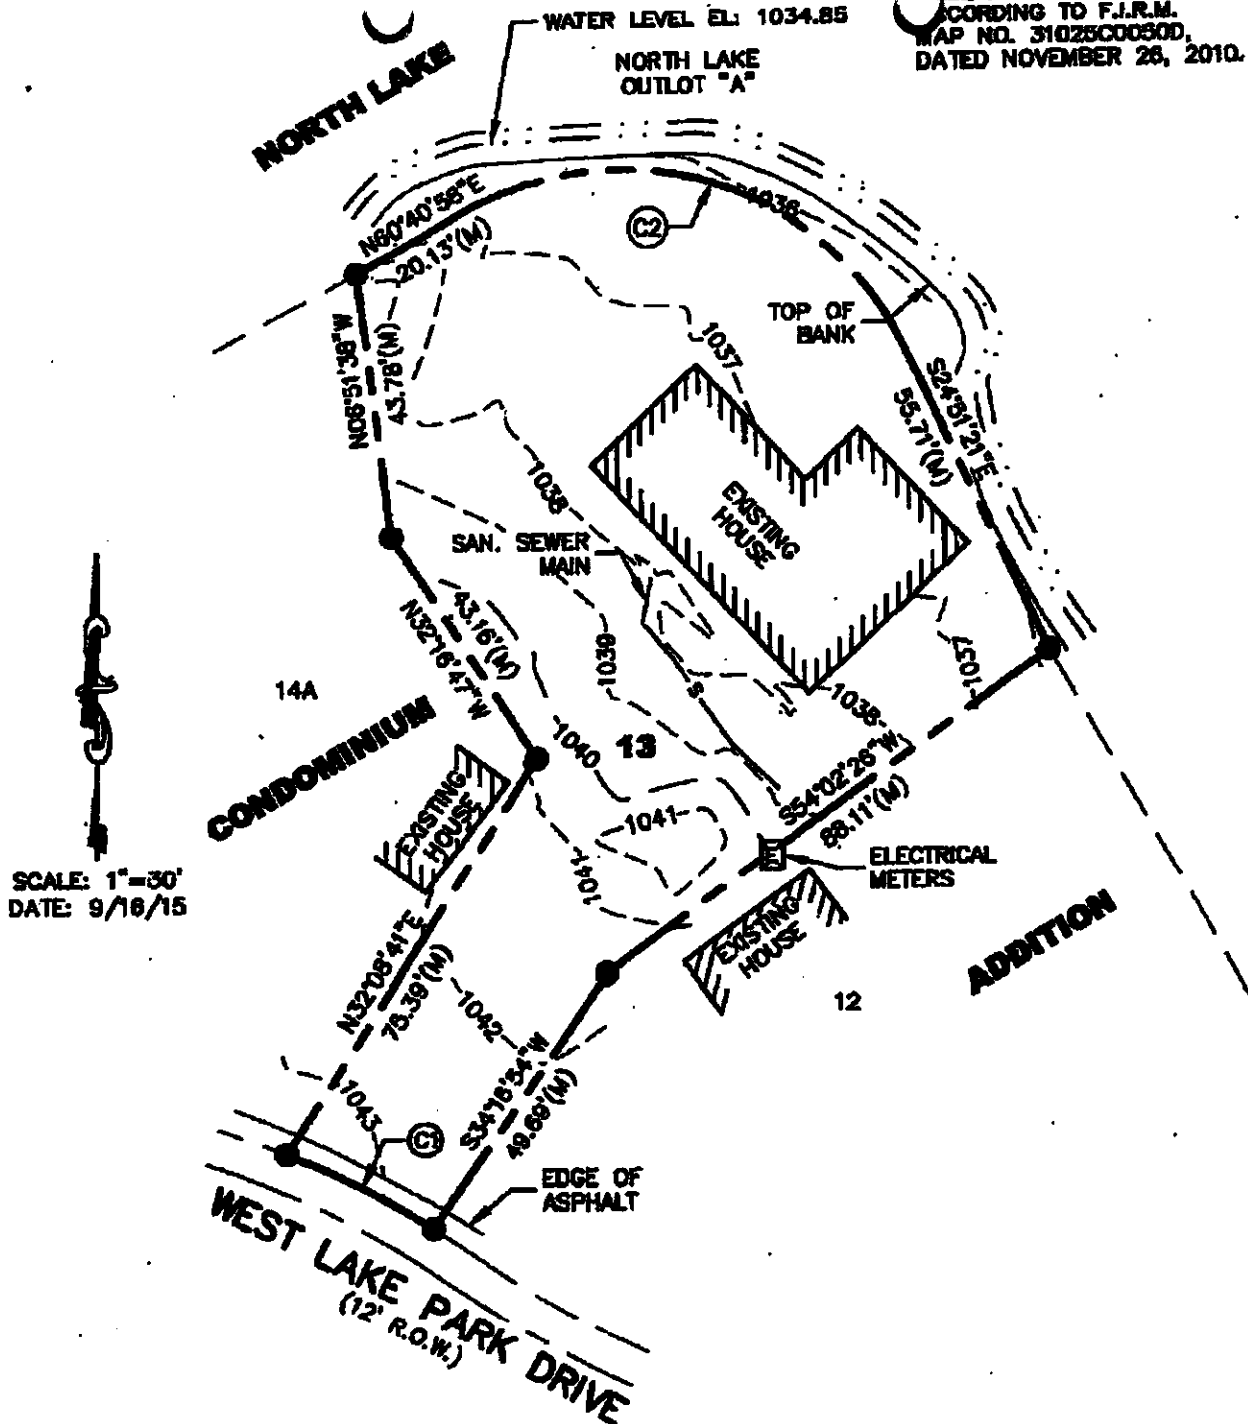 WATER LEVEL EL: 1034.85
ACCORDING TO F.I.R.M.
MAP NO. 31025C0050D,
DATED NOVEMBER 26, 2010.
NORTH LAKE
OUTLOT "A"
NORTH LAKE
N60°40'58"E
20.13'(M)
C2
1036
TOP OF
BANK
N06°51'38"W
43.78'(M)
1037
S24°51'21"E
55.71'(M)
1038
EXISTING
HOUSE
SAN. SEWER
MAIN
43.16'(M)
N32°16'47"W
1039
1037
14A
S
1038
CONDOMINIUM
1040
13
S54°02'26"W
88.11'(M)
EXISTING
HOUSE
1041
1041
E
ELECTRICAL
METERS
SCALE: 1"=30'
DATE: 9/16/15
EXISTING
HOUSE
ADDITION
N32°08'41"E
76.39'(M)
1042
12
S34°16'54"W
49.69'(M)
1043
C1
EDGE OF
ASPHALT
WEST LAKE PARK DRIVE
(12' R.O.W.)